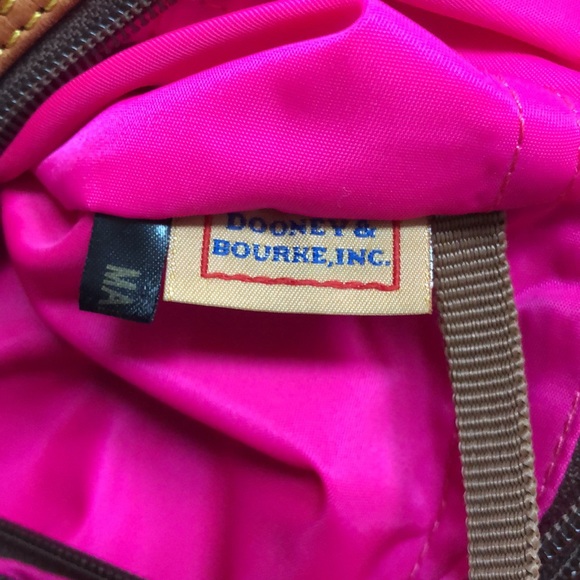 DOONEY &
BOURKE, INC.
MA